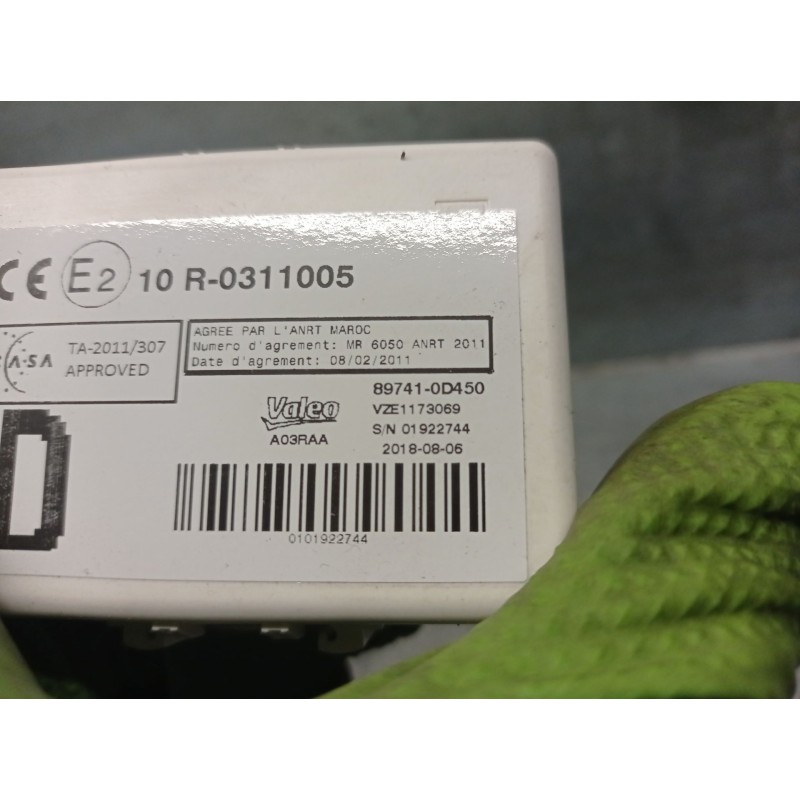 CE E2 10 R-0311005
TA-2011/307
APPROVED
AGREE PAR L'ANRT MAROC
Numero d'agrement: MR 6050 ANRT 2011
Date d'agrement: 08/02/2011
89741-0D450
Valeo
VZE1173069
A03RAA
S/N 01922744
2018-08-06
D
0101922744